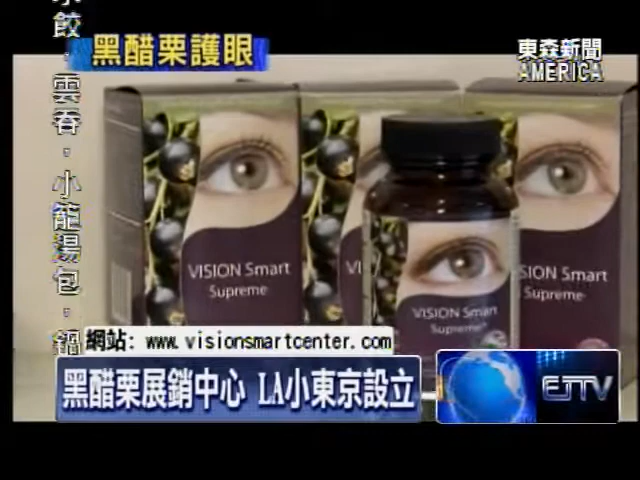 黑醋栗護眼
東森新聞
AMERICA
餃．雲吞，小籠湯包，鍋
VISION Smart
Supreme
VI
SION Smart
Supreme
VISION Smart
Supreme
網站: www.visionsmartcenter.com
黑醋栗展銷中心 LA小東京設立
EJTV